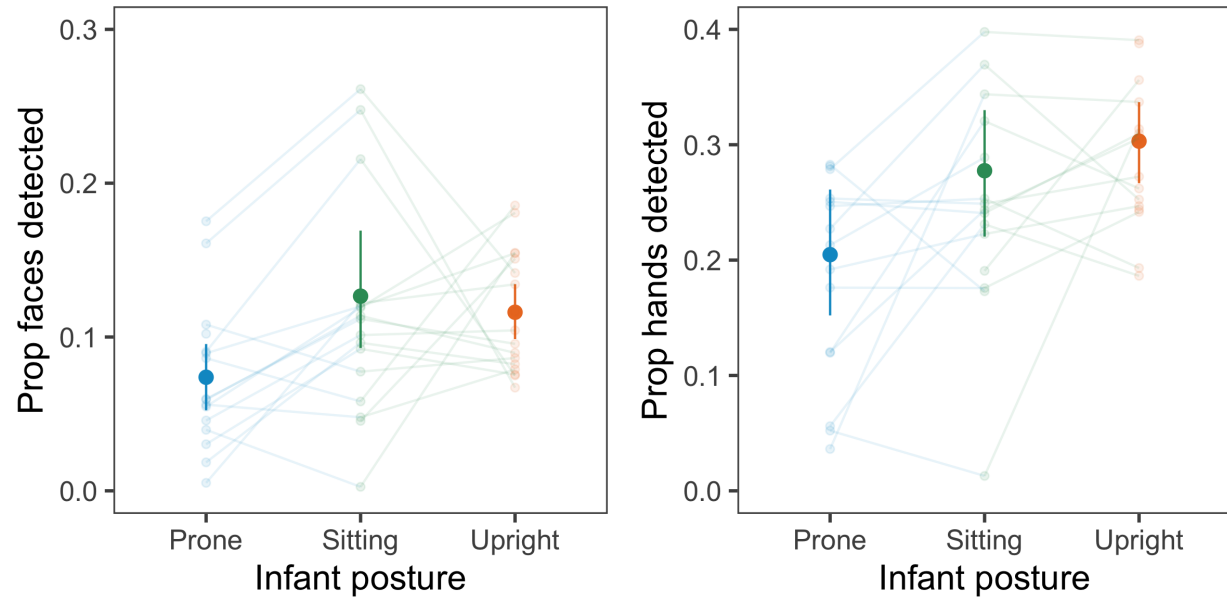 Prop faces detected
0.3
0.2
0.1
0.0
Prone Sitting Upright
Infant posture
Prop hands detected
0.4
0.3
0.2
0.1
0.0
Prone Sitting Upright
Infant posture